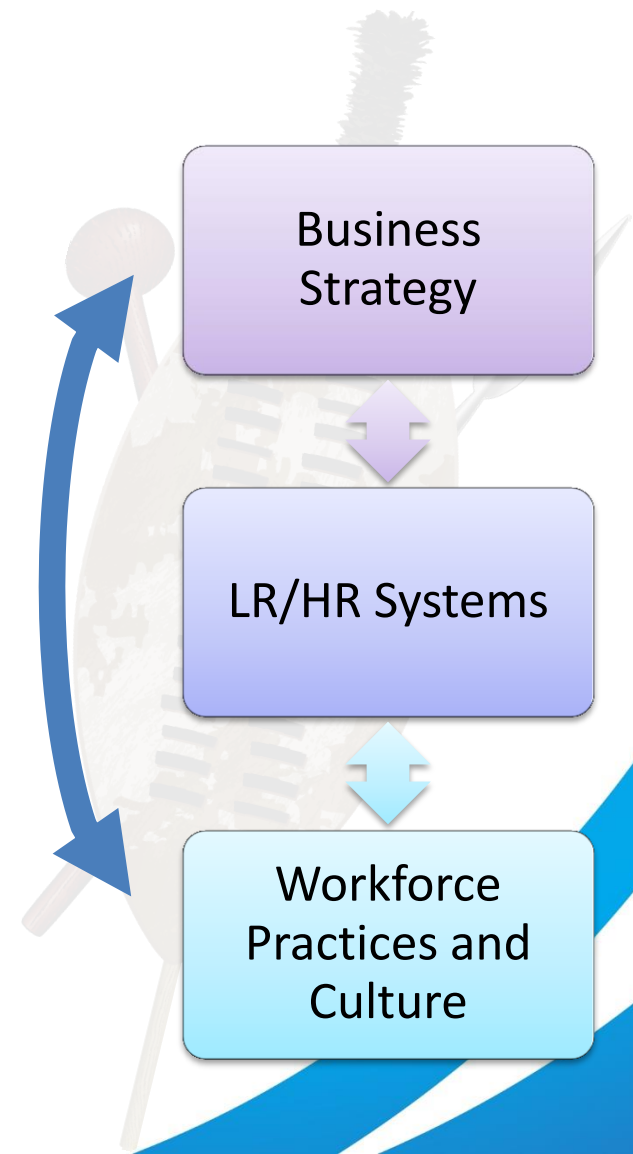 Business
Strategy
LR/HR Systems
Workforce
Practices and
Culture